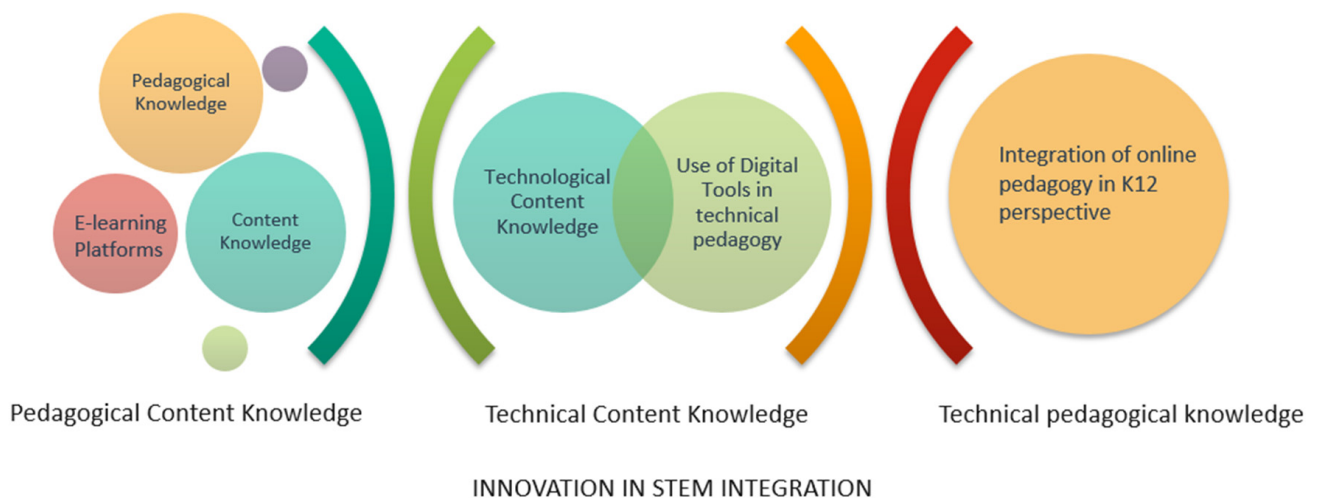 Pedagogical
Knowledge
E-learning
Platforms
Content
Knowledge
Pedagogical Content Knowledge
Technological
Content
Knowledge
Use of Digital
Tools in
technical
pedagogy
Technical Content Knowledge
Integration of online
pedagogy in K12
perspective
Technical pedagogical knowledge
INNOVATION IN STEM INTEGRATION